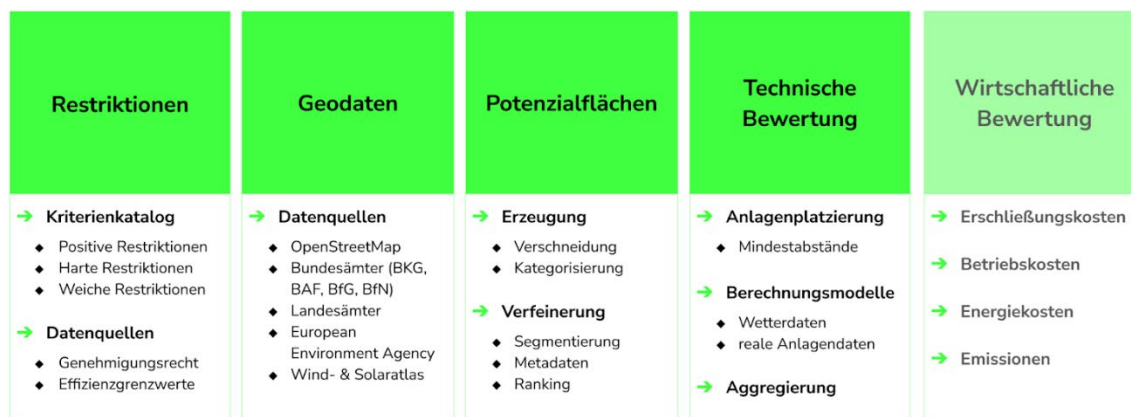 Restriktionen
Geodaten
Potenzialflächen
Technische
Bewertung
Wirtschaftliche
Bewertung
➔ Kriterienkatalog
◆ Positive Restriktionen
◆ Harte Restriktionen
◆ Weiche Restriktionen
➔ Datenquellen
◆ Genehmigungsrecht
◆ Effizienzgrenzwerte
➔ Datenquellen
◆ OpenStreetMap
◆ Bundesämter (BKG,
BAF, BfG, BfN)
◆ Landesämter
◆ European
Environment Agency
◆ Wind- & Solaratlas
➔ Erzeugung
◆ Verschneidung
◆ Kategorisierung
➔ Verfeinerung
◆ Segmentierung
◆ Metadaten
◆ Ranking
➔ Anlagenplatzierung
◆ Mindestabstände
➔ Berechnungsmodelle
◆ Wetterdaten
◆ reale Anlagendaten
➔ Aggregierung
➔ Erschließungskosten
➔ Betriebskosten
➔ Energiekosten
➔ Emissionen